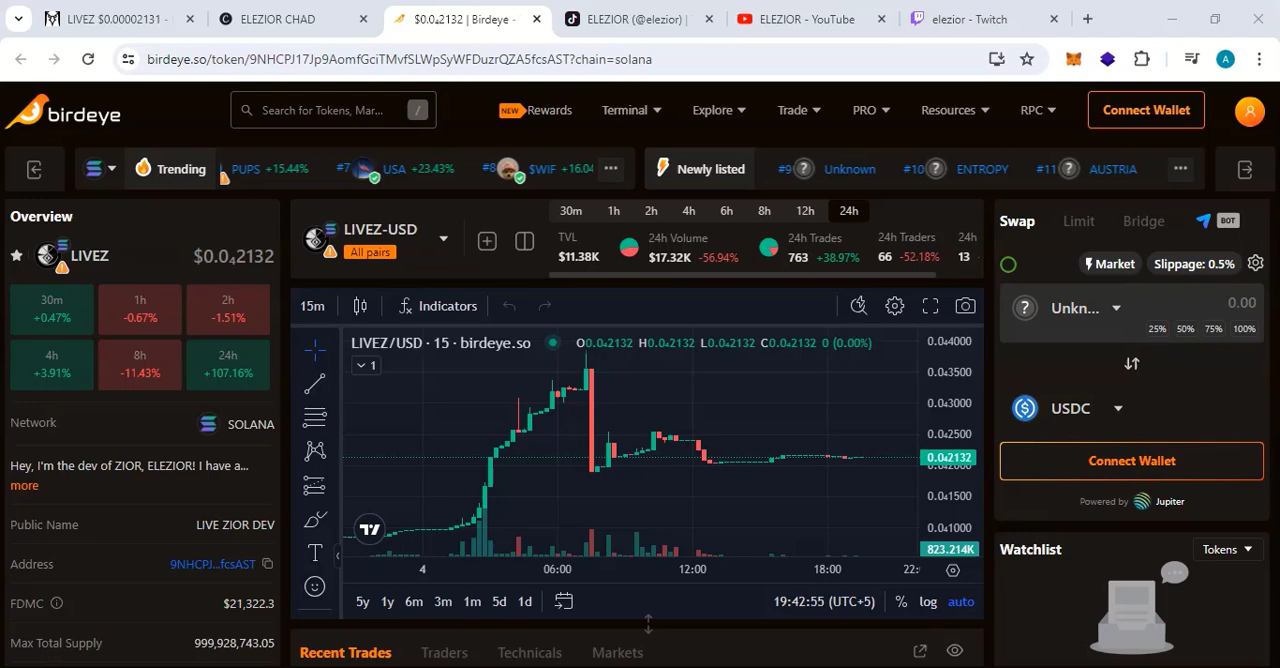 LIVEZ $0.00002131 -
ELEZIOR CHAD
$0.0₄2132 | Birdeye -
ELEZIOR (@elezior) |
ELEZIOR - YouTube
elezior - Twitch
birdeye.so/token/9NHCPJ17Jp9AomfGciTMvfSLWpSyWFDuzrQZA5fcsAST?chain=solana
A
birdeye
Search for Tokens, Mar...
/
NEW Rewards
Terminal
Explore
Trade
PRO
Resources
RPC
Connect Wallet
Trending
PUPS +15.44%
#7 USA +23.43%
#8 $WIF +16.04
...
Newly listed
#9 ? Unknown
#10 ? ENTROPY
#11 ? AUSTRIA
...
Overview
LIVEZ
$0.0₄2132
30m
+0.47%
1h
-0.67%
2h
-1.51%
4h
+3.91%
8h
-11.43%
24h
+107.16%
Network
SOLANA
Hey, I'm the dev of ZIOR, ELEZIOR! I have a...
more
Public Name
LIVE ZIOR DEV
Address
9NHCPJ...fcsAST
FDMC
$21,322.3
Max Total Supply
999,928,743.05
LIVEZ-USD
All pairs
30m 1h 2h 4h 6h 8h 12h 24h
TVL
$11.38K
24h Volume
$17.32K -56.94%
24h Trades
763 +38.97%
24h Traders
66 -52.18%
24h
13
15m
Indicators
LIVEZ/USD · 15 · birdeye.so
O0.0₄2132 H0.0₄2132 L0.0₄2132 C0.0₄2132 0 (0.00%)
1
0.0₄4000
0.0₄3500
0.0₄3000
0.0₄2500
0.0₄2132
0.0₄2000
0.0₄1500
0.0₄1000
823.214K
4
06:00
12:00
18:00
22:
5y 1y 6m 3m 1m 5d 1d
19:42:55 (UTC+5)
% log auto
Recent Trades
Traders
Technicals
Markets
Swap
Limit
Bridge
BOT
Market
Slippage: 0.5%
? Unkn...
0.00
25% 50% 75% 100%
USDC
Connect Wallet
Powered by Jupiter
Watchlist
Tokens